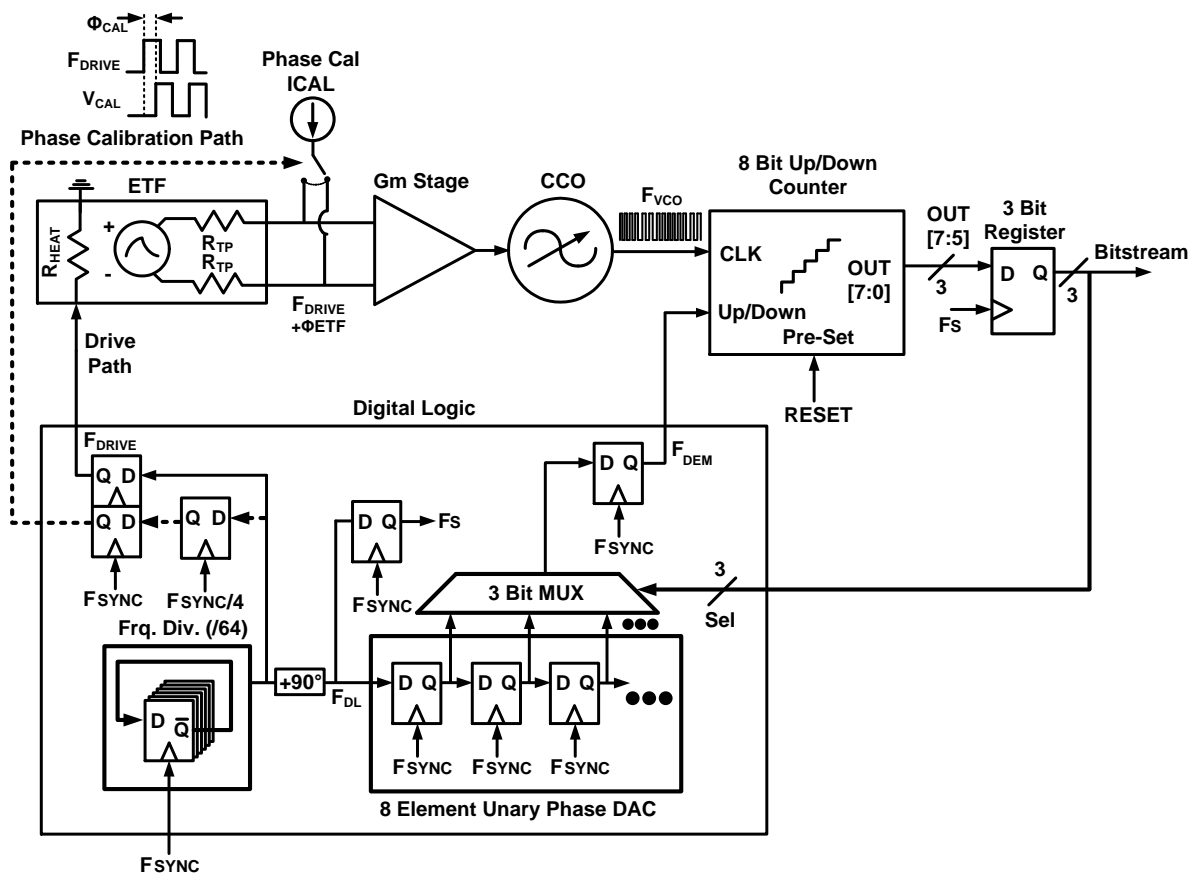 ΦCAL
FDRIVE
VCAL
Phase Calibration Path
Phase Cal
ICAL
ETF
RHEAT
+
-
RTP
RTP
FDRIVE
+ΦETF
Gm Stage
CCO
FVCO
8 Bit Up/Down
Counter
CLK
OUT
[7:0]
Up/Down
Pre-Set
RESET
OUT
[7:5]
3
3 Bit
Register
D Q
Fs
3
Bitstream
Drive
Path
Digital Logic
FDRIVE
Q D
Q D
Q D
FSYNC
FSYNC/4
D Q
Fs
FSYNC
D Q
FDEM
FSYNC
3 Bit MUX
3
Sel
Frq. Div. (/64)
D Q̅
FSYNC
+90°
FDL
D Q
D Q
D Q
FSYNC
FSYNC
FSYNC
8 Element Unary Phase DAC